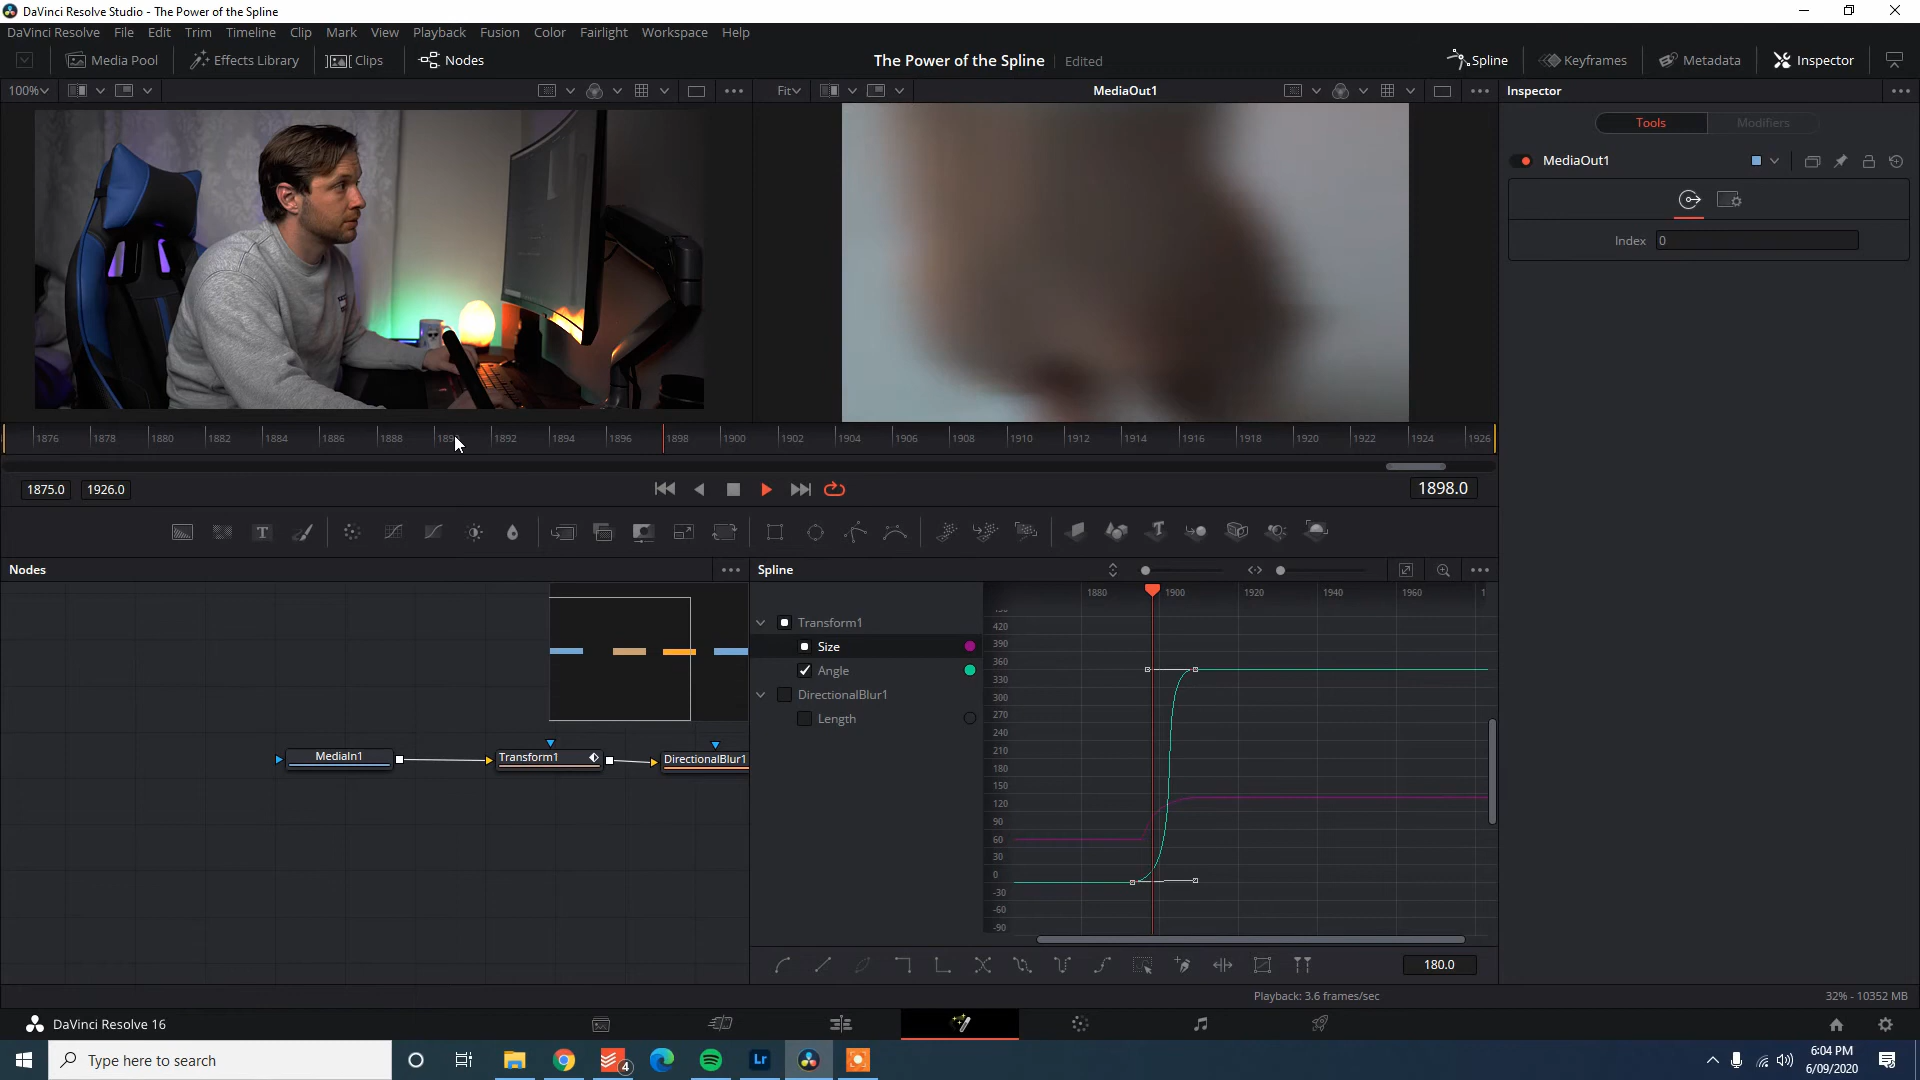 DaVinci Resolve Studio - The Power of the Spline
DaVinci Resolve File Edit Trim Timeline Clip Mark View Playback Fusion Color Fairlight Workspace Help
Media Pool Effects Library Clips Nodes The Power of the Spline Edited Spline Keyframes Metadata Inspector
100% Fit MediaOut1 Inspector
Tools Modifiers
MediaOut1
Index 0
1876 1878 1880 1882 1884 1886 1888 1892 1894 1896 1898 1900 1902 1904 1906 1908 1910 1912 1914 1916 1918 1920 1922 1924 1926
1875.0 1926.0 1898.0
Nodes Spline
1880 1900 1920 1940 1960
Transform1
Size
Angle
DirectionalBlur1
Length
420
390
360
330
300
270
240
210
180
150
120
90
60
30
0
-30
-60
-90
MediaIn1 Transform1 DirectionalBlur1
180.0
Playback: 3.6 frames/sec 32% - 10352 MB
DaVinci Resolve 16
Type here to search 4 Lr 6:04 PM
6/09/2020